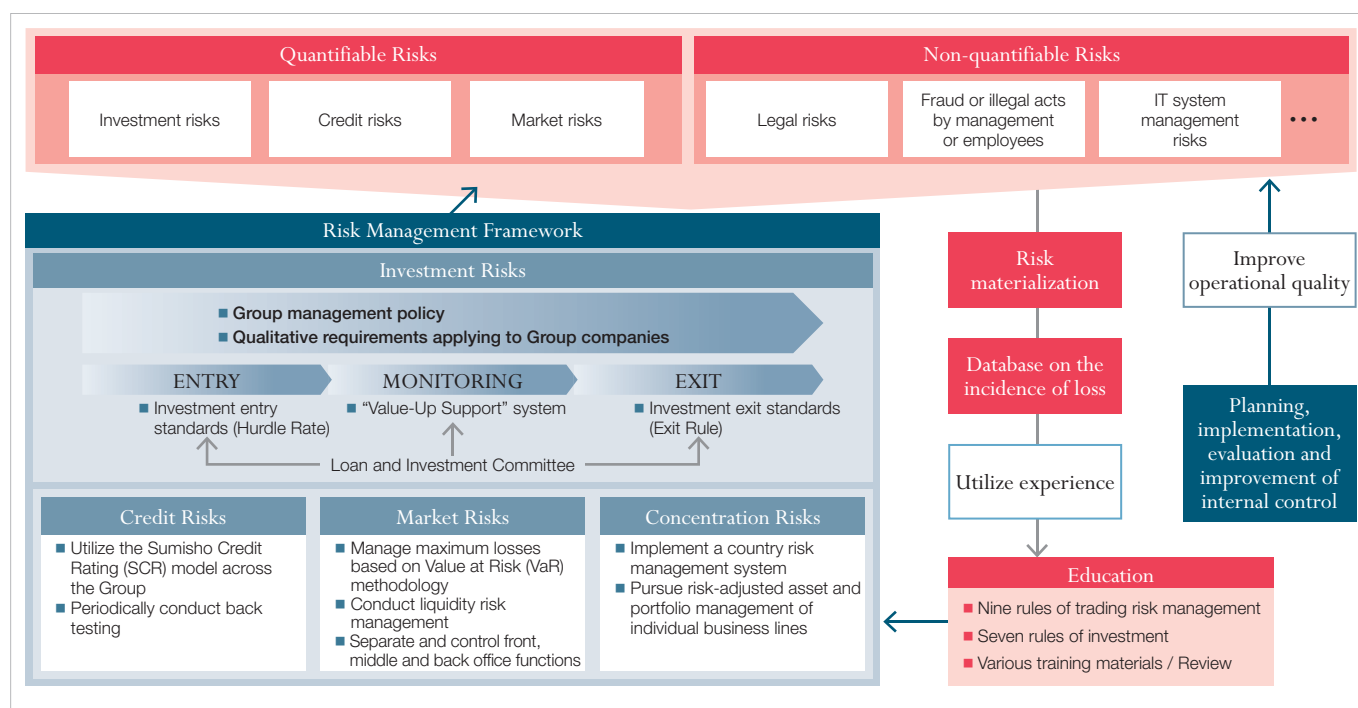 Quantifiable Risks
Investment risks
Credit risks
Market risks
Non-quantifiable Risks
Legal risks
Fraud or illegal acts
by management
or employees
IT system
management
risks
...
Risk Management Framework
Investment Risks
Group management policy
Qualitative requirements applying to Group companies
ENTRY
MONITORING
EXIT
Investment entry
standards (Hurdle Rate)
“Value-Up Support” system
Investment exit standards
(Exit Rule)
Loan and Investment Committee
Credit Risks
Utilize the Sumisho Credit
Rating (SCR) model across
the Group
Periodically conduct back
testing
Market Risks
Manage maximum losses
based on Value at Risk (VaR)
methodology
Conduct liquidity risk
management
Separate and control front,
middle and back office functions
Concentration Risks
Implement a country risk
management system
Pursue risk-adjusted asset and
portfolio management of
individual business lines
Risk
materialization
Database on the
incidence of loss
Utilize experience
Education
Nine rules of trading risk management
Seven rules of investment
Various training materials / Review
Improve
operational quality
Planning,
implementation,
evaluation and
improvement of
internal control